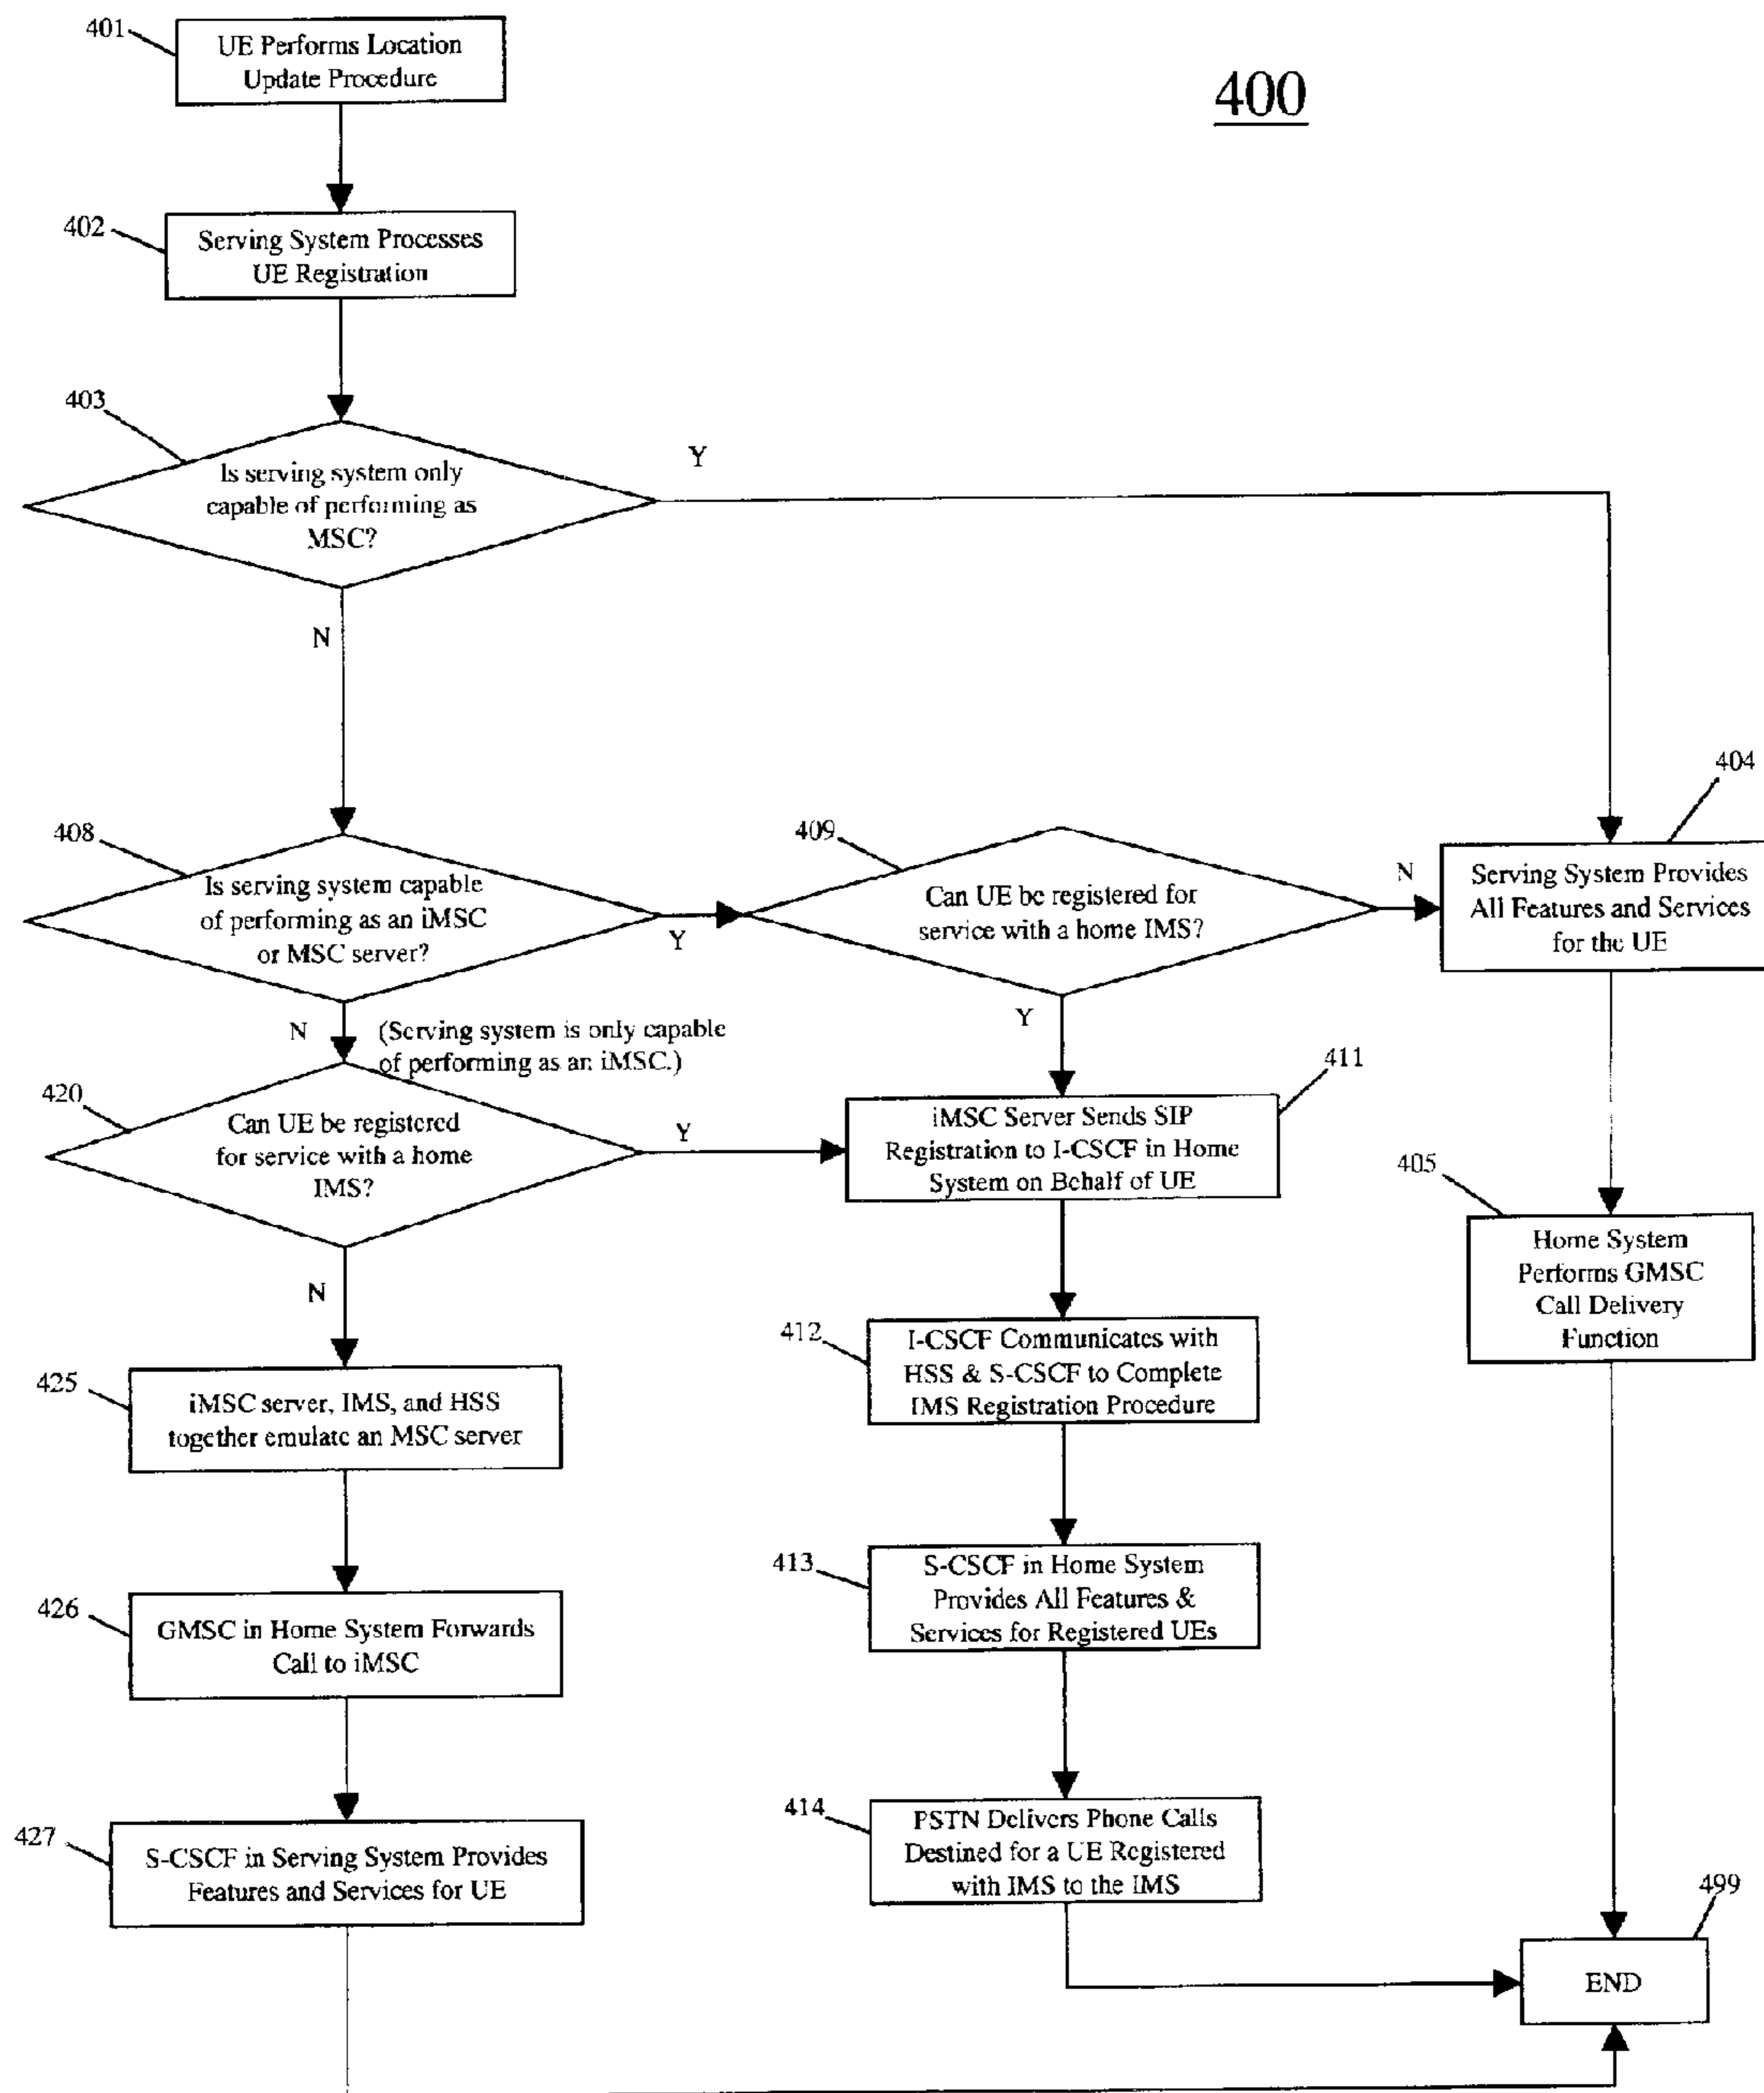 401
UE Performs Location
Update Procedure
400
402
Serving System Processes
UE Registration
403
Is serving system only
capable of performing as
MSC?
Y
N
404
Serving System Provides
All Features and Services
for the UE
408
Is serving system capable
of performing as an iMSC
or MSC server?
Y
N
409
Can UE be registered for
service with a home IMS?
N
Y
(Serving system is only capable
of performing as an iMSC.)
420
Can UE be registered
for service with a home
IMS?
Y
N
411
iMSC Server Sends SIP
Registration to I-CSCF in Home
System on Behalf of UE
405
Home System
Performs GMSC
Call Delivery
Function
412
I-CSCF Communicates with
HSS & S-CSCF to Complete
IMS Registration Procedure
425
iMSC server, IMS, and HSS
together emulate an MSC server
413
S-CSCF in Home System
Provides All Features &
Services for Registered UEs
426
GMSC in Home System Forwards
Call to iMSC
414
PSTN Delivers Phone Calls
Destined for a UE Registered
with IMS to the IMS
427
S-CSCF in Serving System Provides
Features and Services for UE
499
END